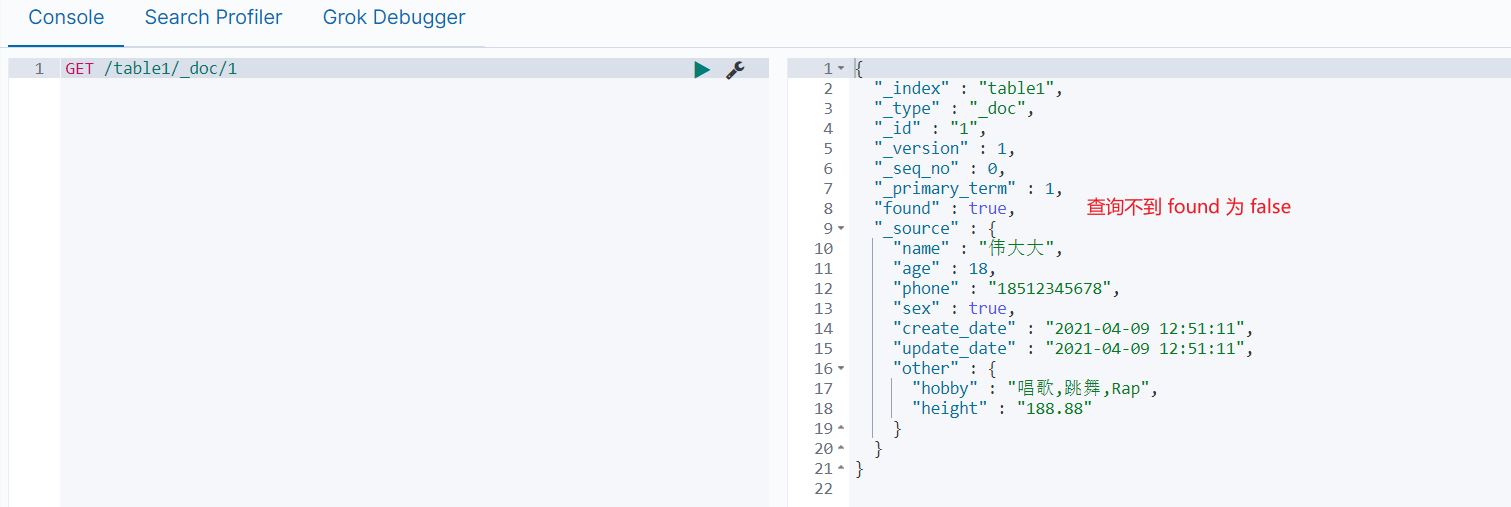 Console Search Profiler Grok Debugger
1 GET /table1/_doc/1
1 {
2 "_index" : "table1",
3 "_type" : "_doc",
4 "_id" : "1",
5 "_version" : 1,
6 "_seq_no" : 0,
7 "_primary_term" : 1,
8 "found" : true, 查询不到 found 为 false
9 "_source" : {
10 "name" : "伟大大",
11 "age" : 18,
12 "phone" : "18512345678",
13 "sex" : true,
14 "create_date" : "2021-04-09 12:51:11",
15 "update_date" : "2021-04-09 12:51:11",
16 "other" : {
17 "hobby" : "唱歌,跳舞,Rap",
18 "height" : "188.88"
19 }
20 }
21 }
22